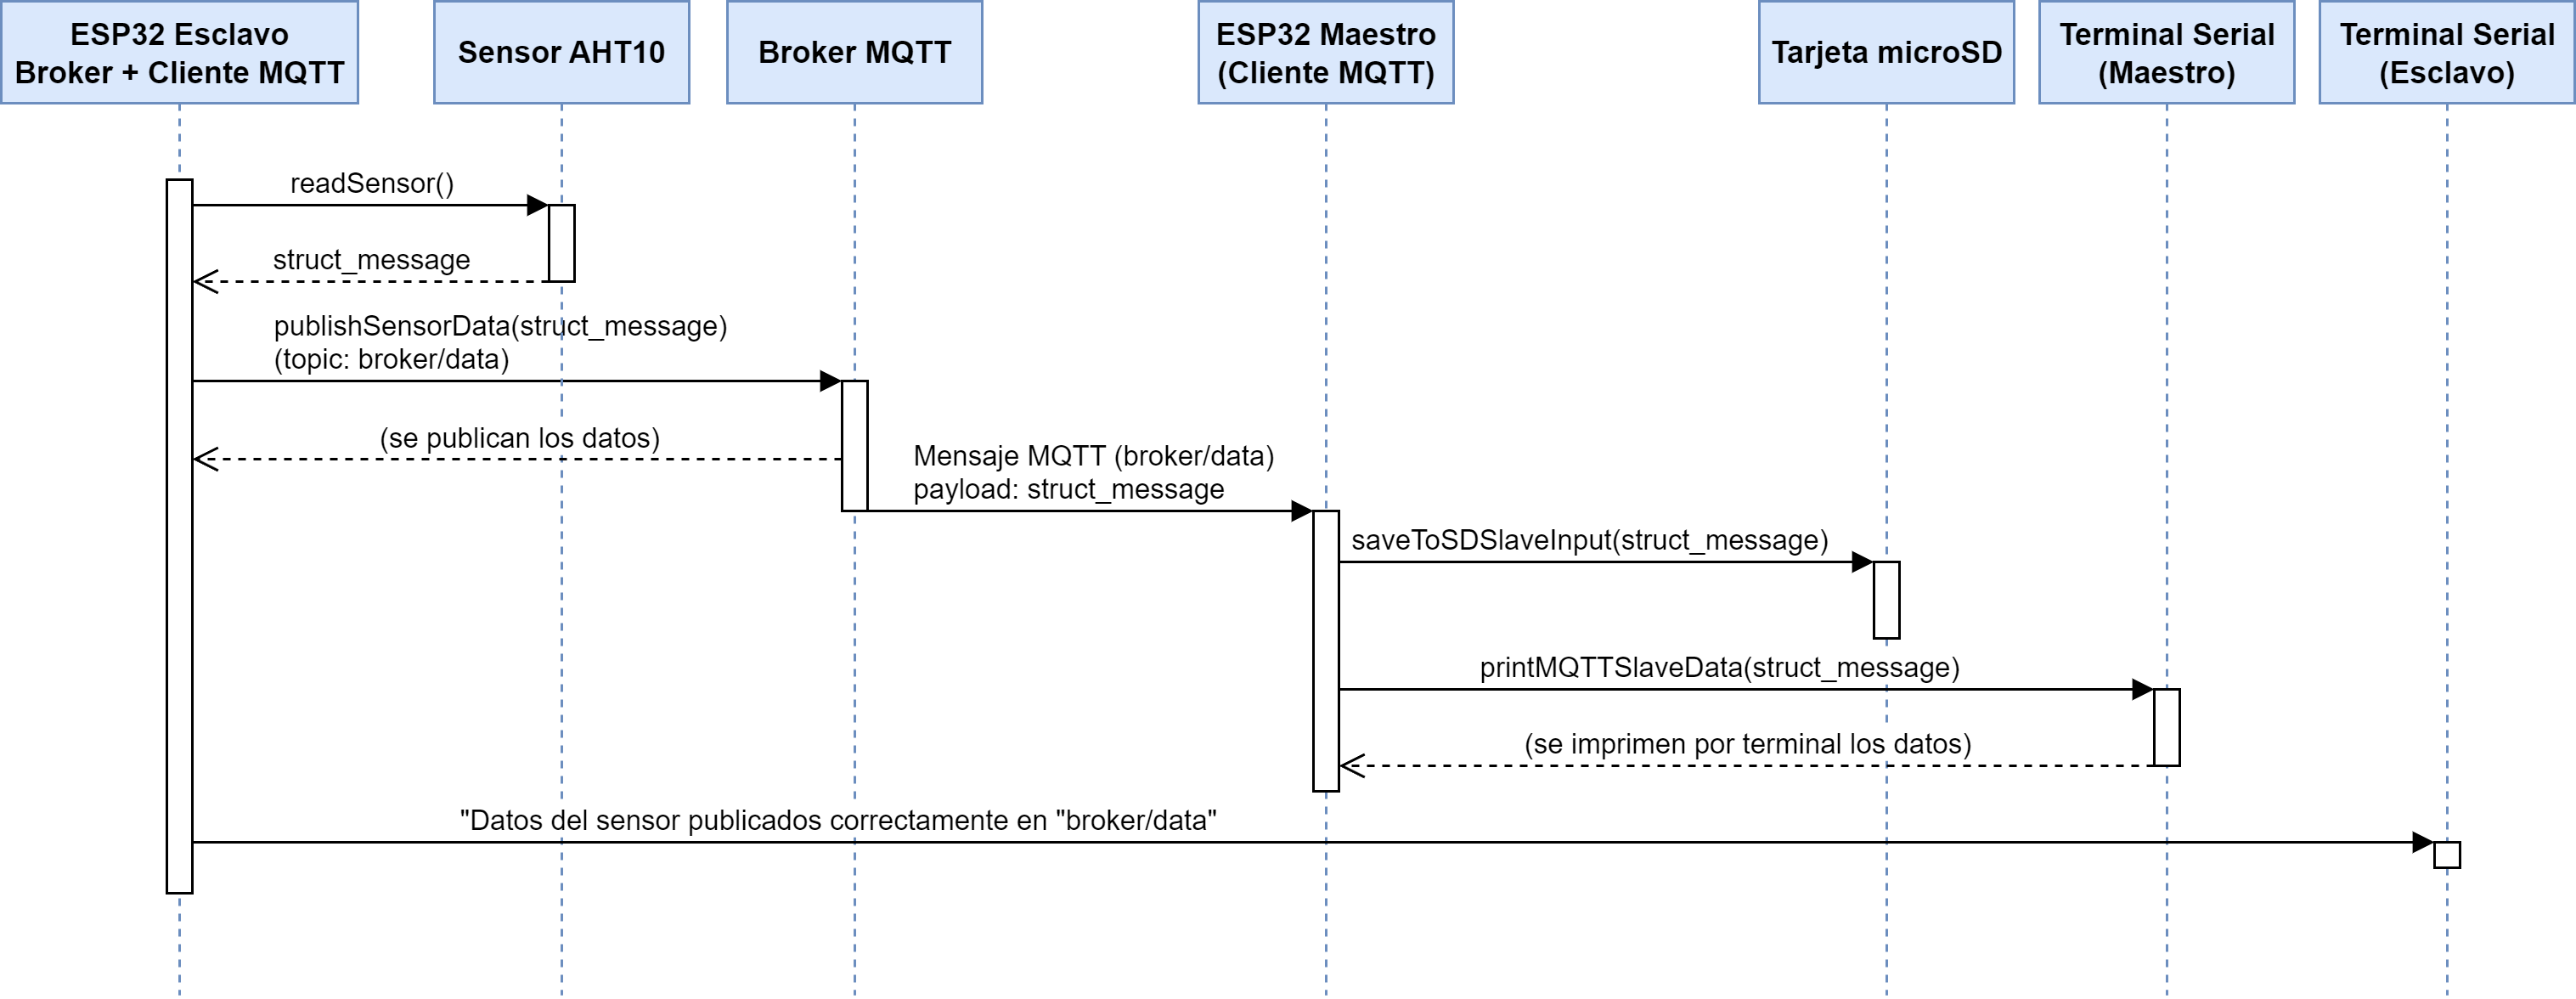 ESP32 Esclavo
Broker + Cliente MQTT
Sensor AHT10
Broker MQTT
ESP32 Maestro
(Cliente MQTT)
Tarjeta microSD
Terminal Serial
(Maestro)
Terminal Serial
(Esclavo)
readSensor()
struct_message
publishSensorData(struct_message)
(topic: broker/data)
(se publican los datos)
Mensaje MQTT (broker/data)
payload: struct_message
saveToSDSlaveInput(struct_message)
printMQTTSlaveData(struct_message)
(se imprimen por terminal los datos)
"Datos del sensor publicados correctamente en "broker/data"